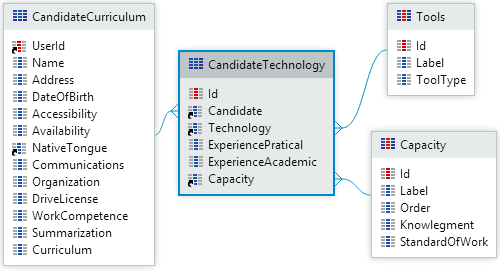 CandidateCurriculum
UserId
Name
Address
DateOfBirth
Accessibility
Availability
NativeTongue
Communications
Organization
DriveLicense
WorkCompetence
Summarization
Curriculum
CandidateTechnology
Id
Candidate
Technology
ExperiencePratical
ExperienceAcademic
Capacity
Tools
Id
Label
ToolType
Capacity
Id
Label
Order
Knowlegment
StandardOfWork